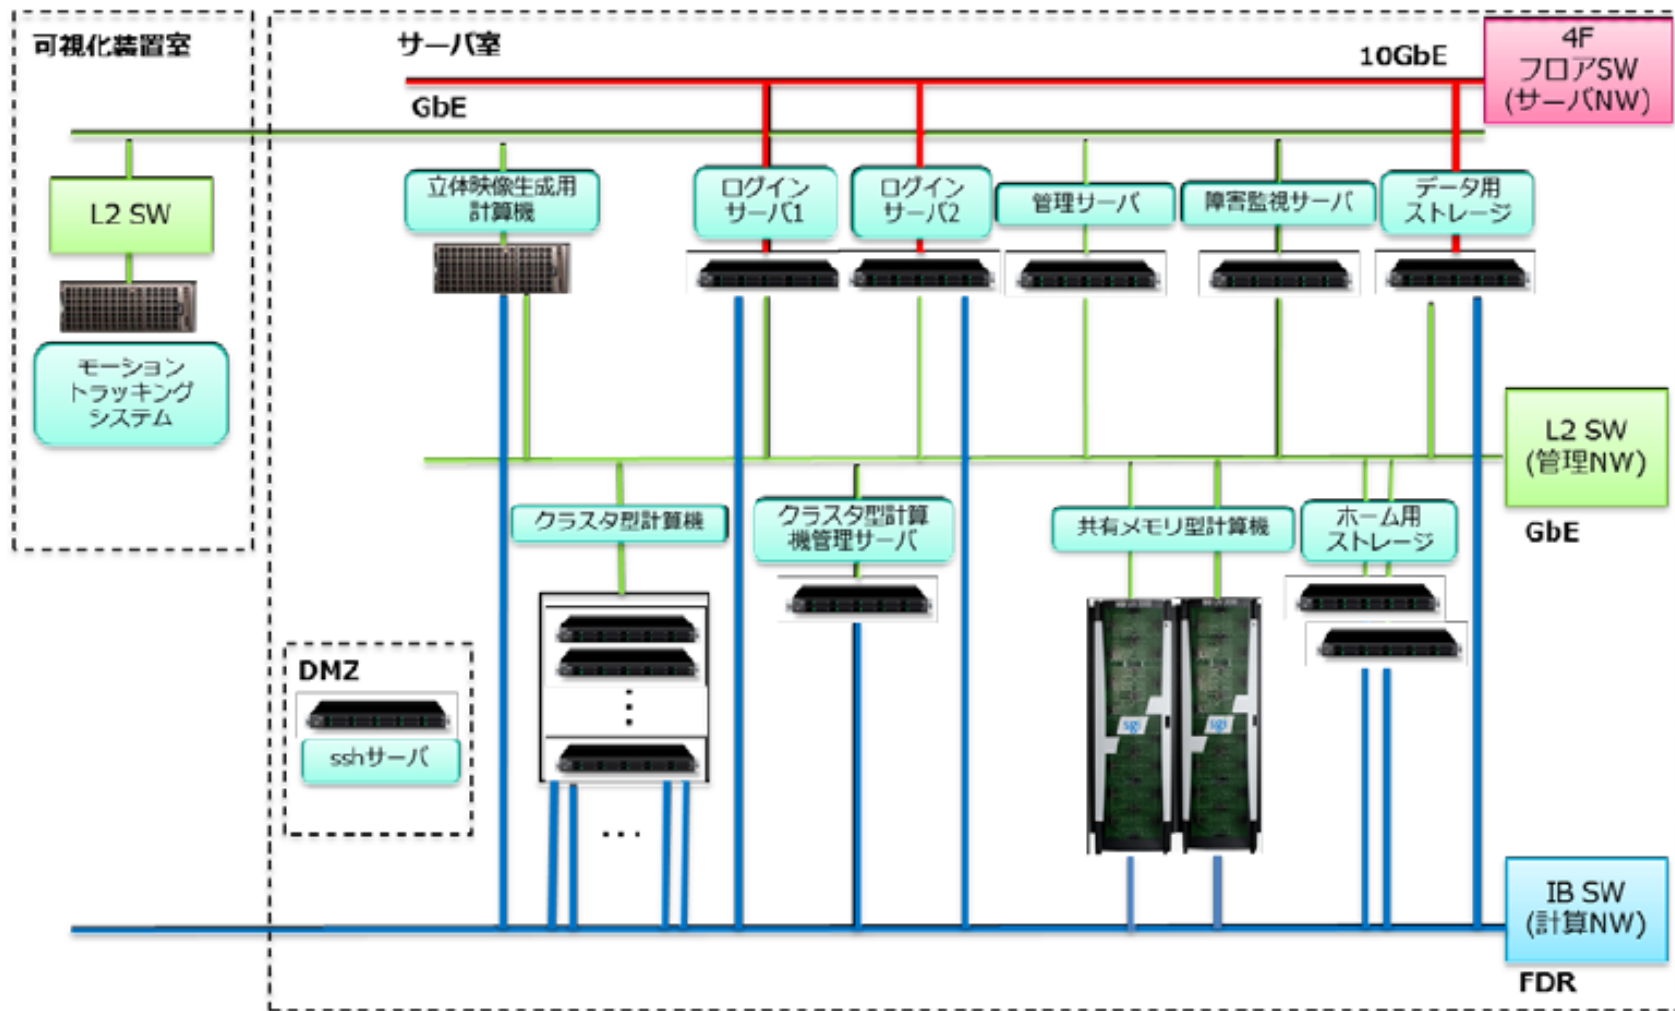 可視化装置室
サーバ室
10GbE
4F
フロアSW
(サーバNW)
GbE
L2 SW
立体映像生成用
計算機
ログイン
サーバ1
ログイン
サーバ2
管理サーバ
障害監視サーバ
データ用
ストレージ
モーション
トラッキング
システム
L2 SW
(管理NW)
GbE
クラスタ型計算機
クラスタ型計算
機管理サーバ
共有メモリ型計算機
ホーム用
ストレージ
DMZ
sshサーバ
sgi
sgi
...
IB SW
(計算NW)
FDR